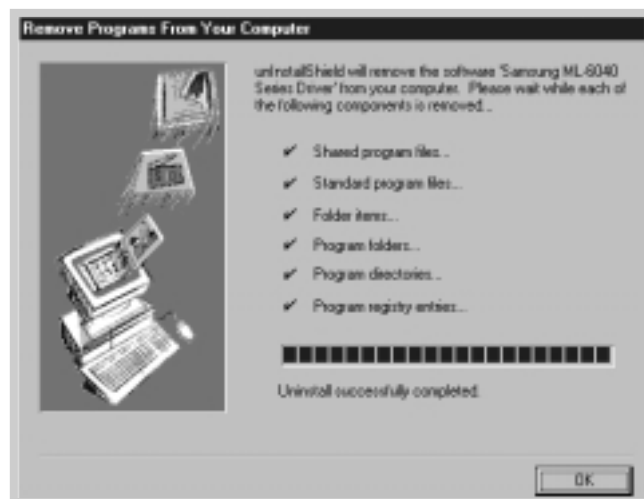 Remove Programs From Your Computer
unInstallShield will remove the software 'Samsung ML-6040
Series Driver' from your computer.  Please wait while each of
the following components is removed...
✔ Shared program files...
✔ Standard program files...
✔ Folder items...
✔ Program folders...
✔ Program directories...
✔ Program registry entries...
Uninstall successfully completed.
OK